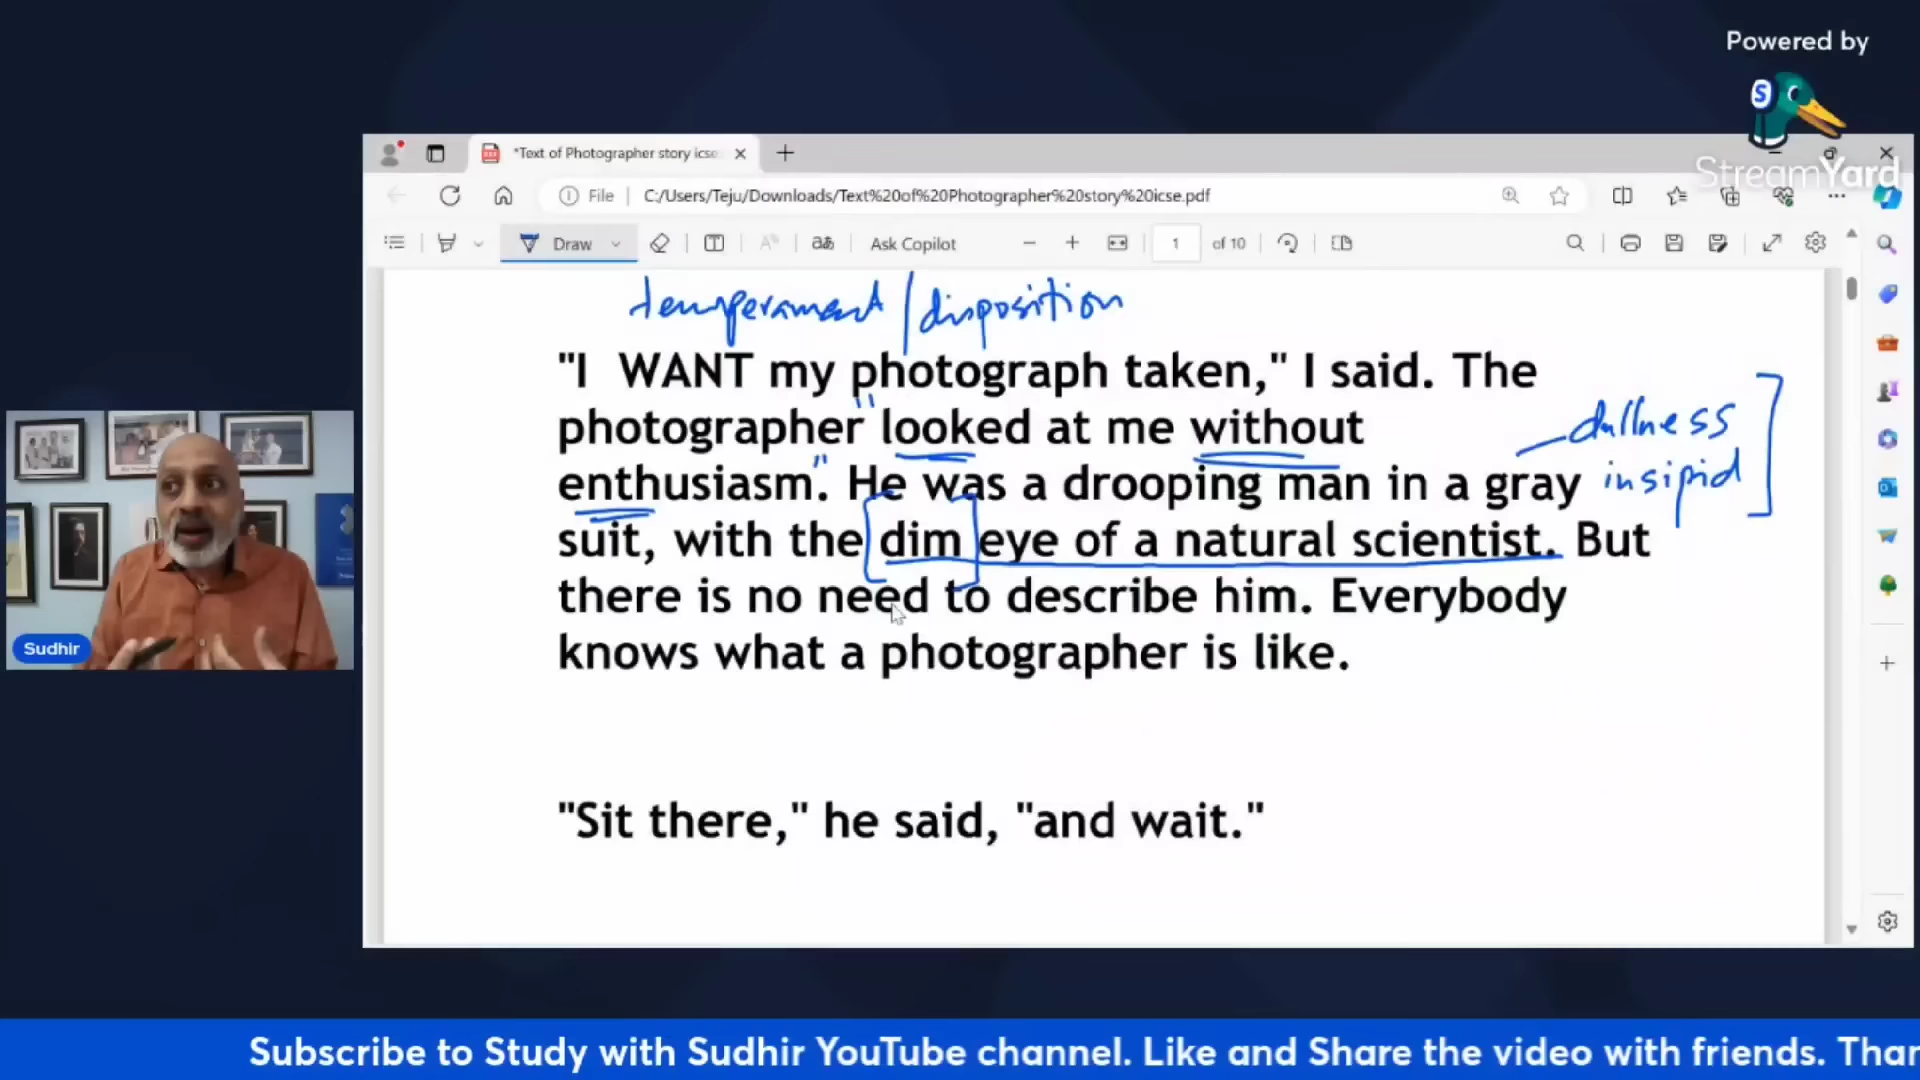 Powered by
S
StreamYard
*Text of Photographer story icse
File
C:/Users/Teju/Downloads/Text%20of%20Photographer%20story%20icse.pdf
Draw
aあ
Ask Copilot
1
of 10
temperament / disposition
"I WANT my photograph taken," I said. The
photographer looked at me without
enthusiasm. He was a drooping man in a gray
suit, with the dim eye of a natural scientist. But
there is no need to describe him. Everybody
knows what a photographer is like.
dullness
insipid
"Sit there," he said, "and wait."
Sudhir
Subscribe to Study with Sudhir YouTube channel. Like and Share the video with friends. Than